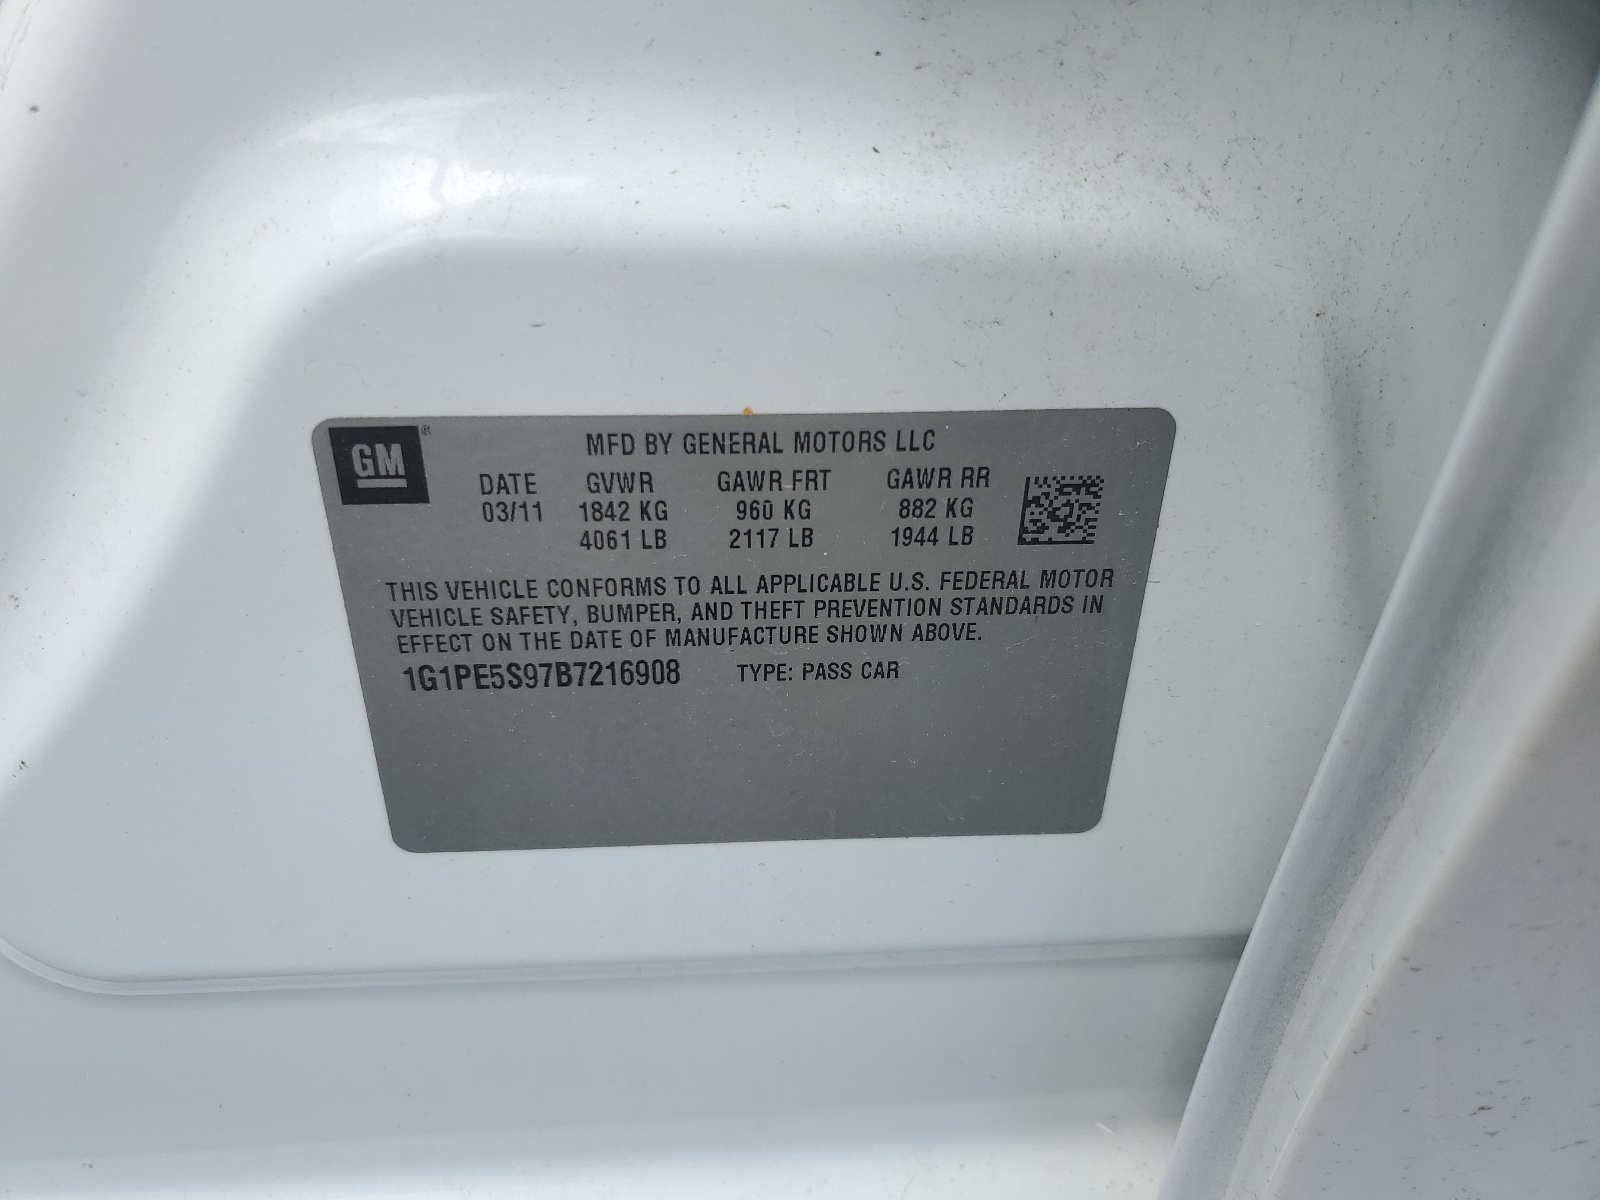 GM®
MFD BY GENERAL MOTORS LLC
DATE GVWR GAWR FRT GAWR RR
03/11 1842 KG 960 KG 882 KG
4061 LB 2117 LB 1944 LB
THIS VEHICLE CONFORMS TO ALL APPLICABLE U.S. FEDERAL MOTOR
VEHICLE SAFETY, BUMPER, AND THEFT PREVENTION STANDARDS IN
EFFECT ON THE DATE OF MANUFACTURE SHOWN ABOVE.
1G1PE5S97B7216908 TYPE: PASS CAR